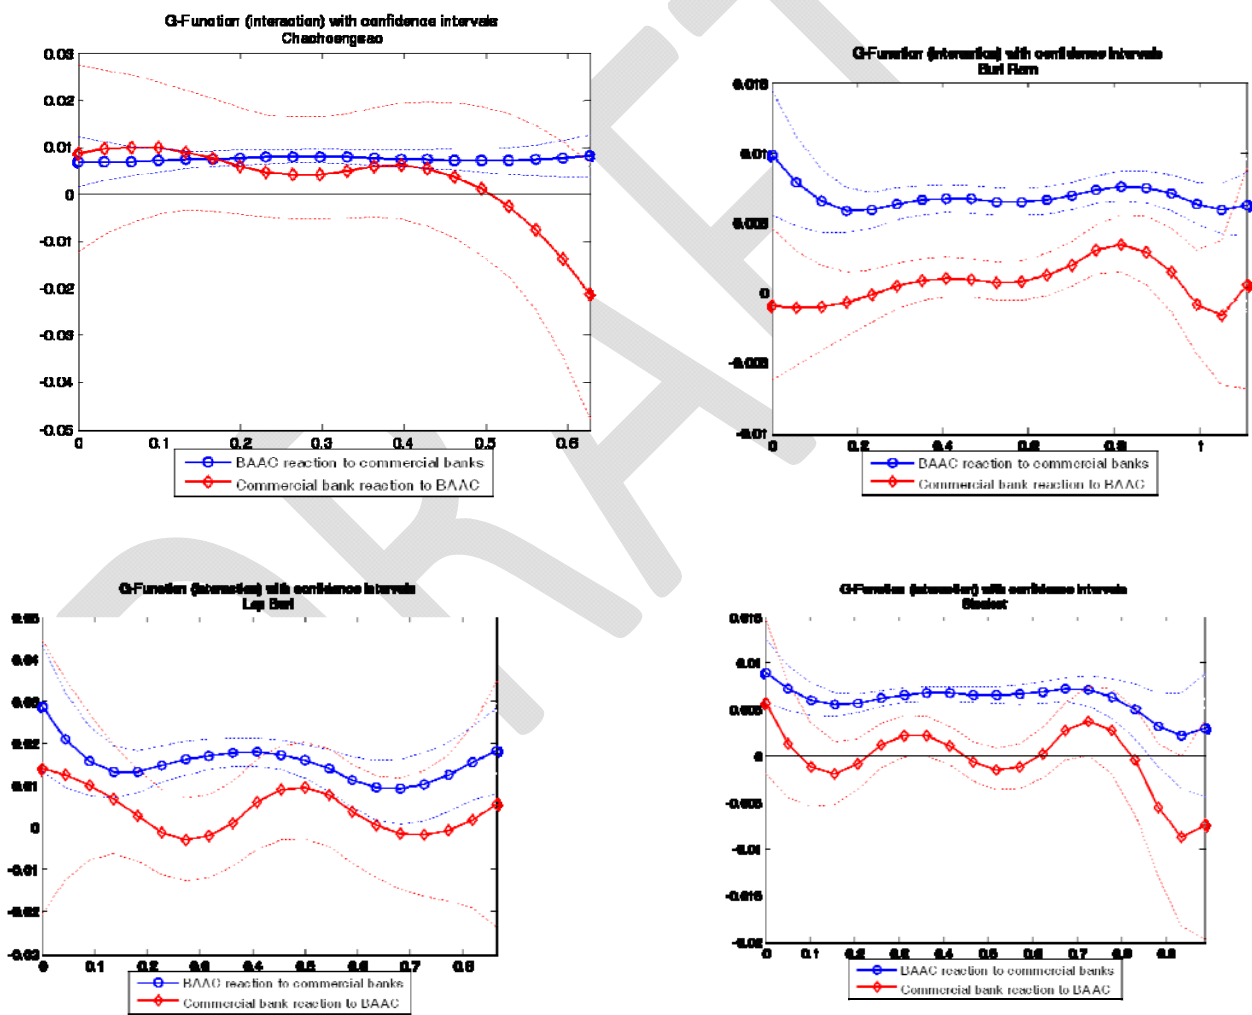 G-Function (interaction) with confidence intervals
Chachoengsao
0.03
0.02
0.01
0
-0.01
-0.02
-0.03
-0.04
-0.05
0 0.1 0.2 0.3 0.4 0.5 0.6
BAAC reaction to commercial banks
Commercial bank reaction to BAAC
G-Function (interaction) with confidence intervals
Buri Ram
0.015
0.01
0.005
0
-0.005
-0.01
0 0.2 0.4 0.6 0.8 1
BAAC reaction to commercial banks
Commercial bank reaction to BAAC
G-Function (interaction) with confidence intervals
Lop Buri
0.05
0.04
0.03
0.02
0.01
0
-0.01
-0.02
-0.03
0 0.1 0.2 0.3 0.4 0.5 0.6 0.7 0.8
BAAC reaction to commercial banks
Commercial bank reaction to BAAC
G-Function (interaction) with confidence intervals
Sisaket
0.015
0.01
0.005
0
-0.005
-0.01
-0.015
-0.02
0 0.1 0.2 0.3 0.4 0.5 0.6 0.7 0.8 0.9
BAAC reaction to commercial banks
Commercial bank reaction to BAAC